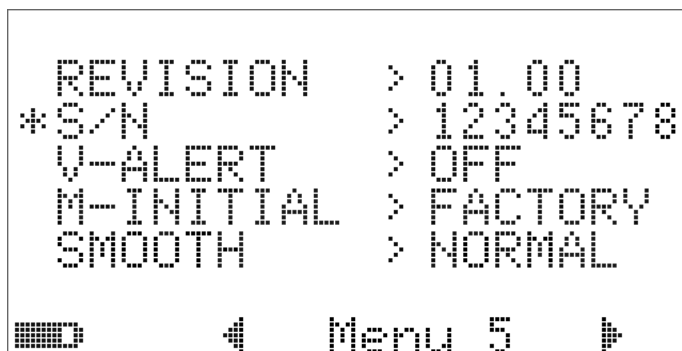 REVISION > 01.00
*S/N > 12345678
V-ALERT > OFF
M-INITIAL > FACTORY
SMOOTH > NORMAL
◀ Menu 5 ▶